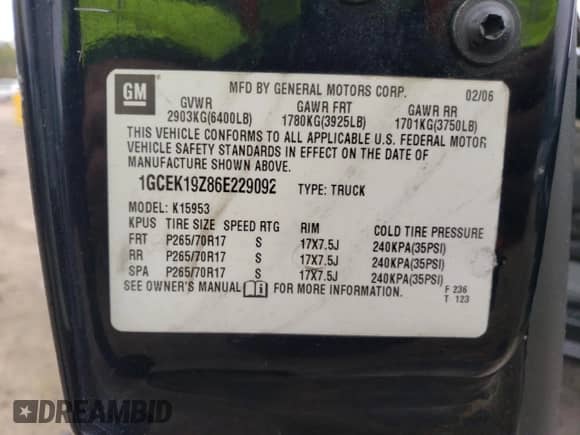 GM
MFD BY GENERAL MOTORS CORP. 02/06
GVWR GAWR FRT GAWR RR
2903KG(6400LB) 1780KG(3925LB) 1701KG(3750LB)
THIS VEHICLE CONFORMS TO ALL APPLICABLE U.S. FEDERAL MOTOR
VEHICLE SAFETY STANDARDS IN EFFECT ON THE DATE OF
MANUFACTURE SHOWN ABOVE.
1GCEK19Z86E229092 TYPE: TRUCK
MODEL: K15953
KPUS TIRE SIZE SPEED RTG RIM COLD TIRE PRESSURE
FRT P265/70R17 S 17X7.5J 240KPA(35PSI)
RR P265/70R17 S 17X7.5J 240KPA(35PSI)
SPA P265/70R17 S 17X7.5J 240KPA(35PSI)
SEE OWNER'S MANUAL i FOR MORE INFORMATION.
F 236
T 123
DREAMBID